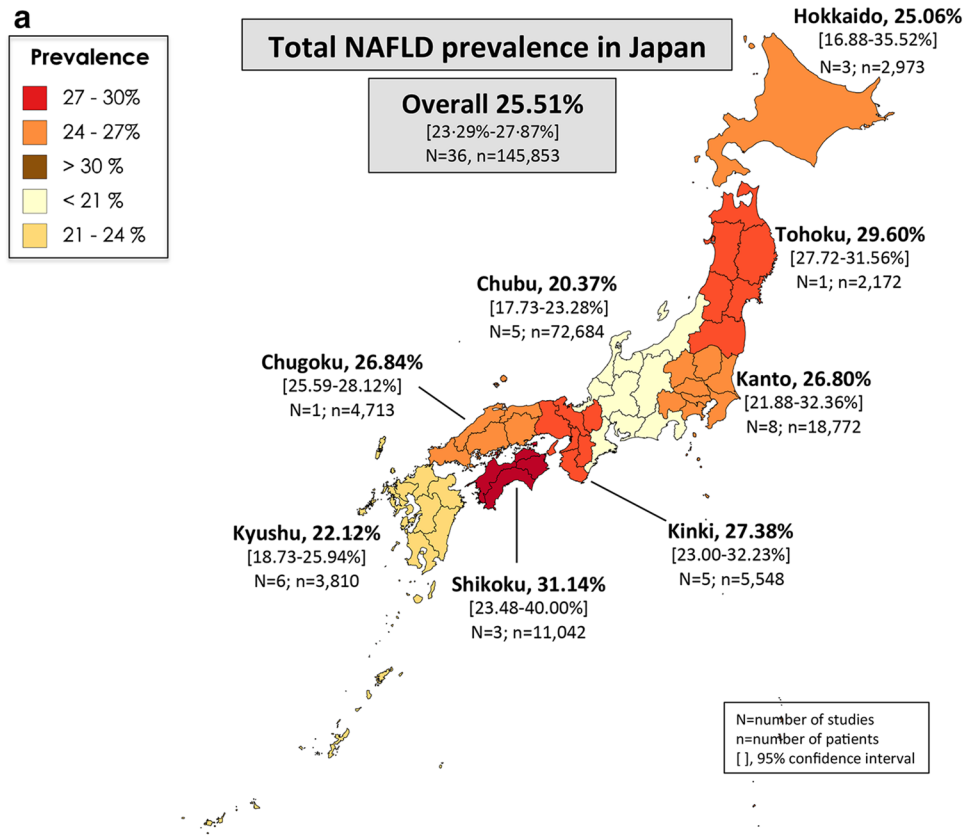 a
Prevalence
27 - 30%
24 - 27%
> 30 %
< 21 %
21 - 24 %
Total NAFLD prevalence in Japan
Overall 25.51%
[23·29%-27·87%]
N=36, n=145,853
Hokkaido, 25.06%
[16.88-35.52%]
N=3; n=2,973
Tohoku, 29.60%
[27.72-31.56%]
N=1; n=2,172
Chubu, 20.37%
[17.73-23.28%]
N=5; n=72,684
Chugoku, 26.84%
[25.59-28.12%]
N=1; n=4,713
Kanto, 26.80%
[21.88-32.36%]
N=8; n=18,772
Kyushu, 22.12%
[18.73-25.94%]
N=6; n=3,810
Kinki, 27.38%
[23.00-32.23%]
N=5; n=5,548
Shikoku, 31.14%
[23.48-40.00%]
N=3; n=11,042
N=number of studies
n=number of patients
[ ], 95% confidence interval